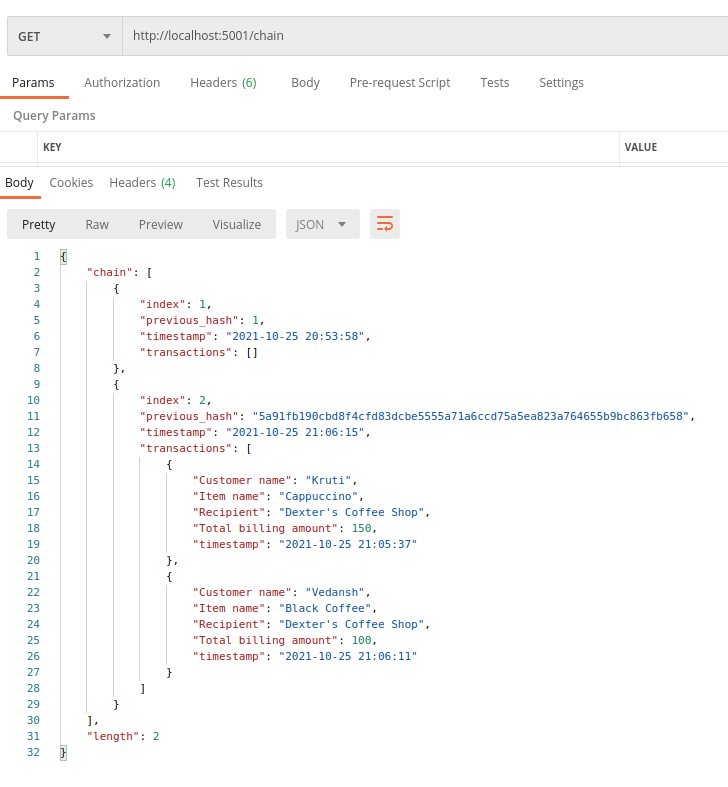 GET http://localhost:5001/chain
Params Authorization Headers (6) Body Pre-request Script Tests Settings
Query Params
KEY VALUE
Body Cookies Headers (4) Test Results
Pretty Raw Preview Visualize JSON
1 {
2 "chain": [
3 {
4 "index": 1,
5 "previous_hash": 1,
6 "timestamp": "2021-10-25 20:53:58",
7 "transactions": []
8 },
9 {
10 "index": 2,
11 "previous_hash": "5a91fb190cbd8f4cfd83dcbe5555a71a6ccd75a5ea823a764655b9bc863fb658",
12 "timestamp": "2021-10-25 21:06:15",
13 "transactions": [
14 {
15 "Customer name": "Kruti",
16 "Item name": "Cappuccino",
17 "Recipient": "Dexter's Coffee Shop",
18 "Total billing amount": 150,
19 "timestamp": "2021-10-25 21:05:37"
20 },
21 {
22 "Customer name": "Vedansh",
23 "Item name": "Black Coffee",
24 "Recipient": "Dexter's Coffee Shop",
25 "Total billing amount": 100,
26 "timestamp": "2021-10-25 21:06:11"
27 }
28 ]
29 }
30 ],
31 "length": 2
32 }